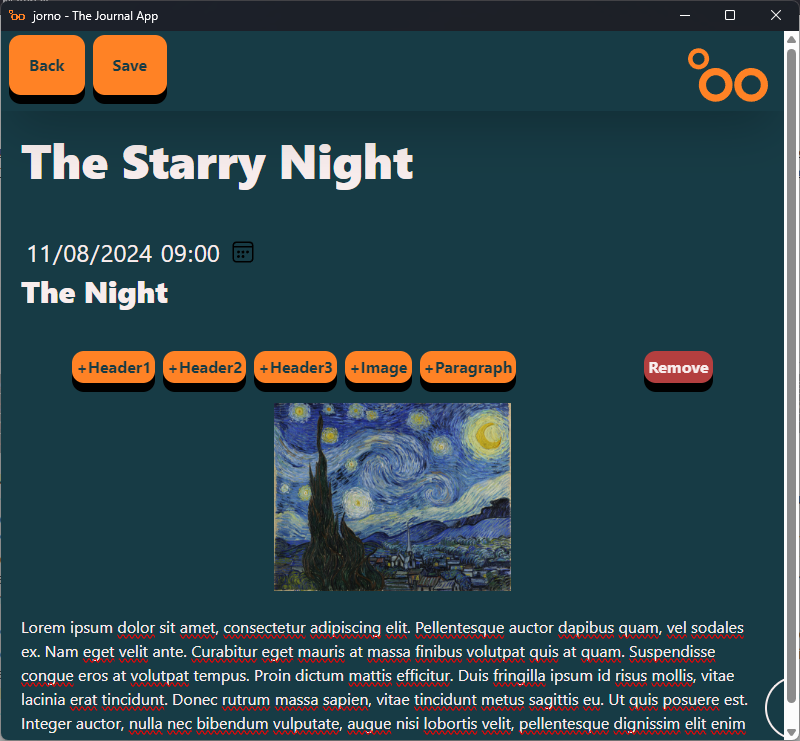 jorno - The Journal App
Back Save
The Starry Night
11/08/2024 09:00
The Night
+Header1 +Header2 +Header3 +Image +Paragraph Remove
Lorem ipsum dolor sit amet, consectetur adipiscing elit. Pellentesque auctor dapibus quam, vel sodales
ex. Nam eget velit ante. Curabitur eget mauris at massa finibus volutpat quis at quam. Suspendisse
congue eros at volutpat tempus. Proin dictum mattis efficitur. Duis fringilla ipsum id risus mollis, vitae
lacinia erat tincidunt. Donec rutrum massa sapien, vitae tincidunt metus sagittis eu. Ut quis posuere est.
Integer auctor, nulla nec bibendum vulputate, augue nisi lobortis velit, pellentesque dignissim elit enim